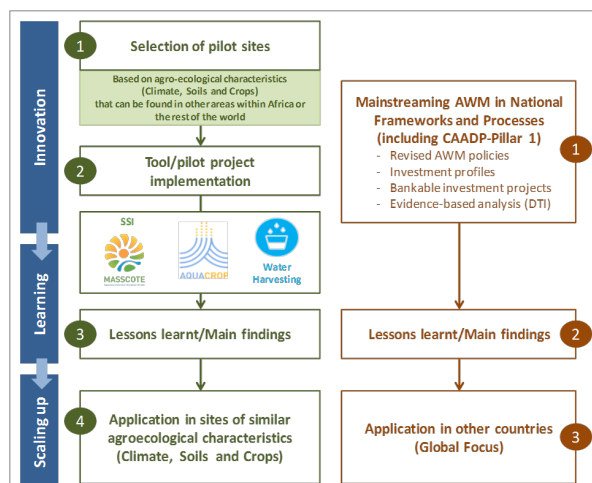 Innovation
Learning
Scaling up
1
Selection of pilot sites
Based on agro-ecological characteristics
(Climate, Soils and Crops)
that can be found in other areas within Africa or
the rest of the world
2
Tool/pilot project
implementation
SSI
MASSCOTE
AQUACROP
Water
Harvesting
3
Lessons learnt/Main findings
4
Application in sites of similar
agroecological characteristics
(Climate, Soils and Crops)
Mainstreaming AWM in National
Frameworks and Processes
(including CAADP-Pillar 1)
1
- Revised AWM policies
- Investment profiles
- Bankable investment projects
- Evidence-based analysis (DTI)
Lessons learnt/Main findings
2
Application in other countries
(Global Focus)
3